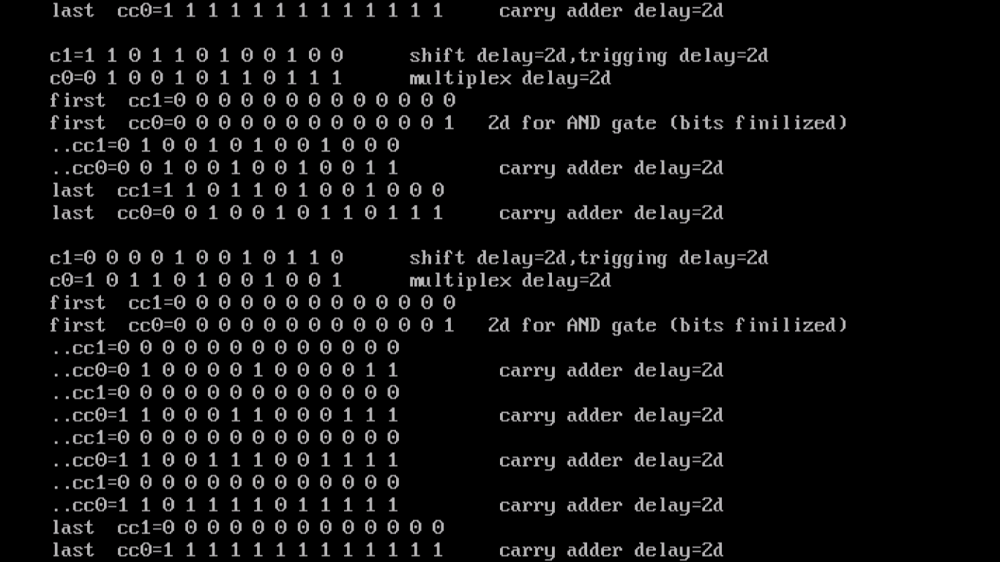 last  cc0=1 1 1 1 1 1 1 1 1 1 1 1 1     carry adder delay=2d
c1=1 1 0 1 1 0 1 0 0 1 0 0      shift delay=2d,trigging delay=2d
c0=0 1 0 0 1 0 1 1 0 1 1 1      multiplex delay=2d
first  cc1=0 0 0 0 0 0 0 0 0 0 0 0 0
first  cc0=0 0 0 0 0 0 0 0 0 0 0 0 1   2d for AND gate (bits finilized)
..cc1=0 1 0 0 1 0 1 0 0 1 0 0 0
..cc0=0 0 1 0 0 1 0 0 1 0 0 1 1         carry adder delay=2d
last  cc1=1 1 0 1 1 0 1 0 0 1 0 0 0
last  cc0=0 0 1 0 0 1 0 1 1 0 1 1 1     carry adder delay=2d
c1=0 0 0 0 1 0 0 1 0 1 1 0      shift delay=2d,trigging delay=2d
c0=1 0 1 1 0 1 0 0 1 0 0 1      multiplex delay=2d
first  cc1=0 0 0 0 0 0 0 0 0 0 0 0 0
first  cc0=0 0 0 0 0 0 0 0 0 0 0 0 1   2d for AND gate (bits finilized)
..cc1=0 0 0 0 0 0 0 0 0 0 0 0 0
..cc0=0 1 0 0 0 0 1 0 0 0 0 1 1         carry adder delay=2d
..cc1=0 0 0 0 0 0 0 0 0 0 0 0 0
..cc0=1 1 0 0 0 1 1 0 0 0 1 1 1         carry adder delay=2d
..cc1=0 0 0 0 0 0 0 0 0 0 0 0 0
..cc0=1 1 0 0 1 1 1 0 0 1 1 1 1         carry adder delay=2d
..cc1=0 0 0 0 0 0 0 0 0 0 0 0 0
..cc0=1 1 0 1 1 1 1 0 1 1 1 1 1         carry adder delay=2d
last  cc1=0 0 0 0 0 0 0 0 0 0 0 0 0
last  cc0=1 1 1 1 1 1 1 1 1 1 1 1 1     carry adder delay=2d